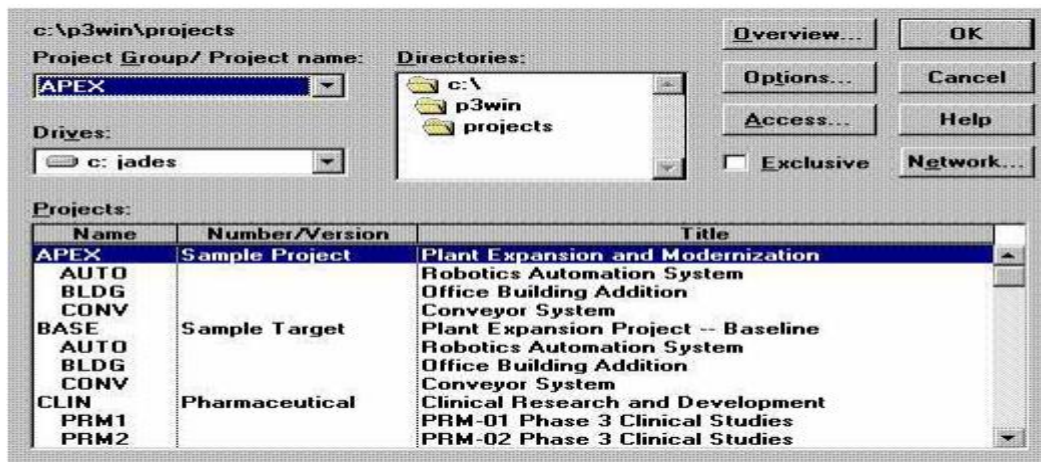 c:\p3win\projects
Project Group/ Project name:
APEX
Drives:
c: jades
Directories:
c:\
p3win
projects
Overview...
OK
Options...
Cancel
Access...
Help
Exclusive
Network...
Projects:
Name Number/Version Title
APEX Sample Project Plant Expansion and Modernization
AUTO Robotics Automation System
BLDG Office Building Addition
CONV Conveyor System
BASE Sample Target Plant Expansion Project -- Baseline
AUTO Robotics Automation System
BLDG Office Building Addition
CONV Conveyor System
CLIN Pharmaceutical Clinical Research and Development
PRM1 PRM-01 Phase 3 Clinical Studies
PRM2 PRM-02 Phase 3 Clinical Studies